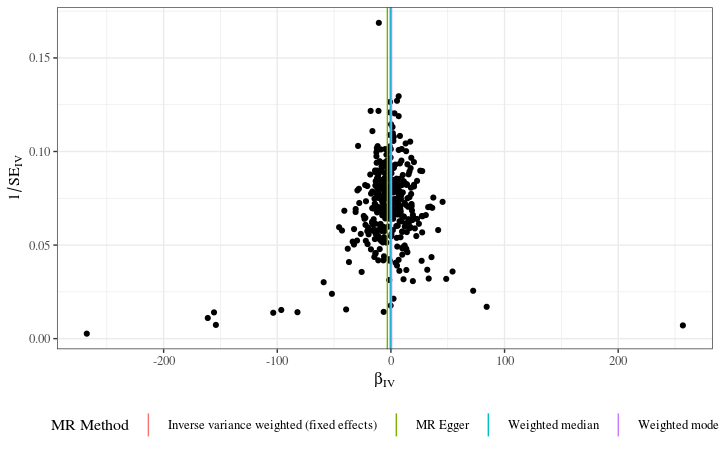 0.15
0.10
0.05
0.00
1/SE_IV
-200
-100
0
100
200
β_IV
MR Method
Inverse variance weighted (fixed effects)
MR Egger
Weighted median
Weighted mode